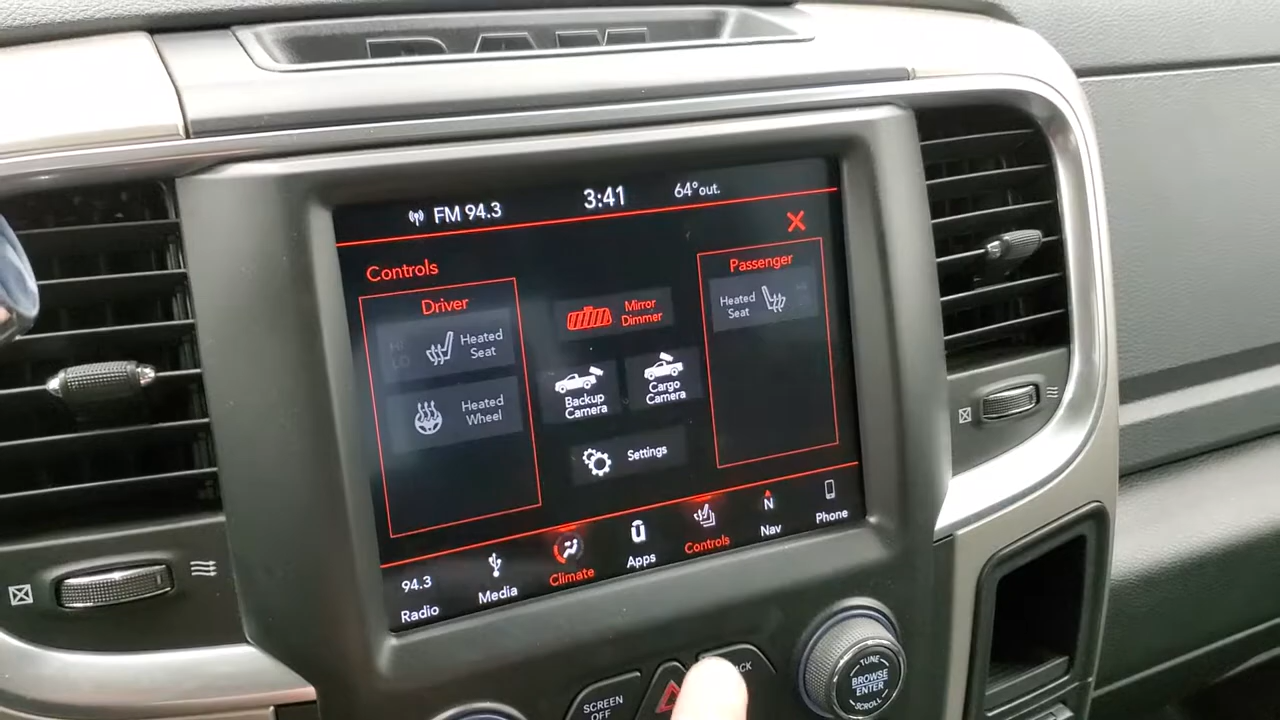 RAM
FM 94.3
3:41
64°out.
Controls
Driver
HI
LO
Heated
Seat
Heated
Wheel
Mirror
Dimmer
Backup
Camera
Cargo
Camera
Settings
Passenger
Heated
Seat
HI
94.3
Radio
Media
Climate
Apps
Controls
N
Nav
Phone
SCREEN
OFF
TUNE
BROWSE
ENTER
SCROLL